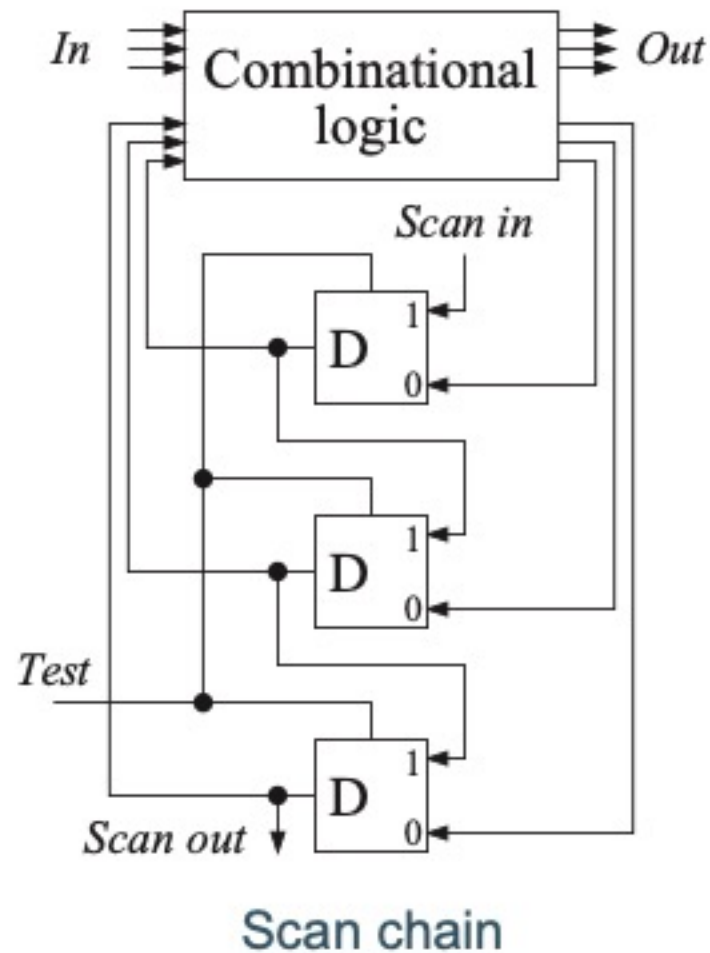 In
Out
Combinational
logic
Scan in
1
D
0
1
D
0
Test
1
D
0
Scan out
Scan chain